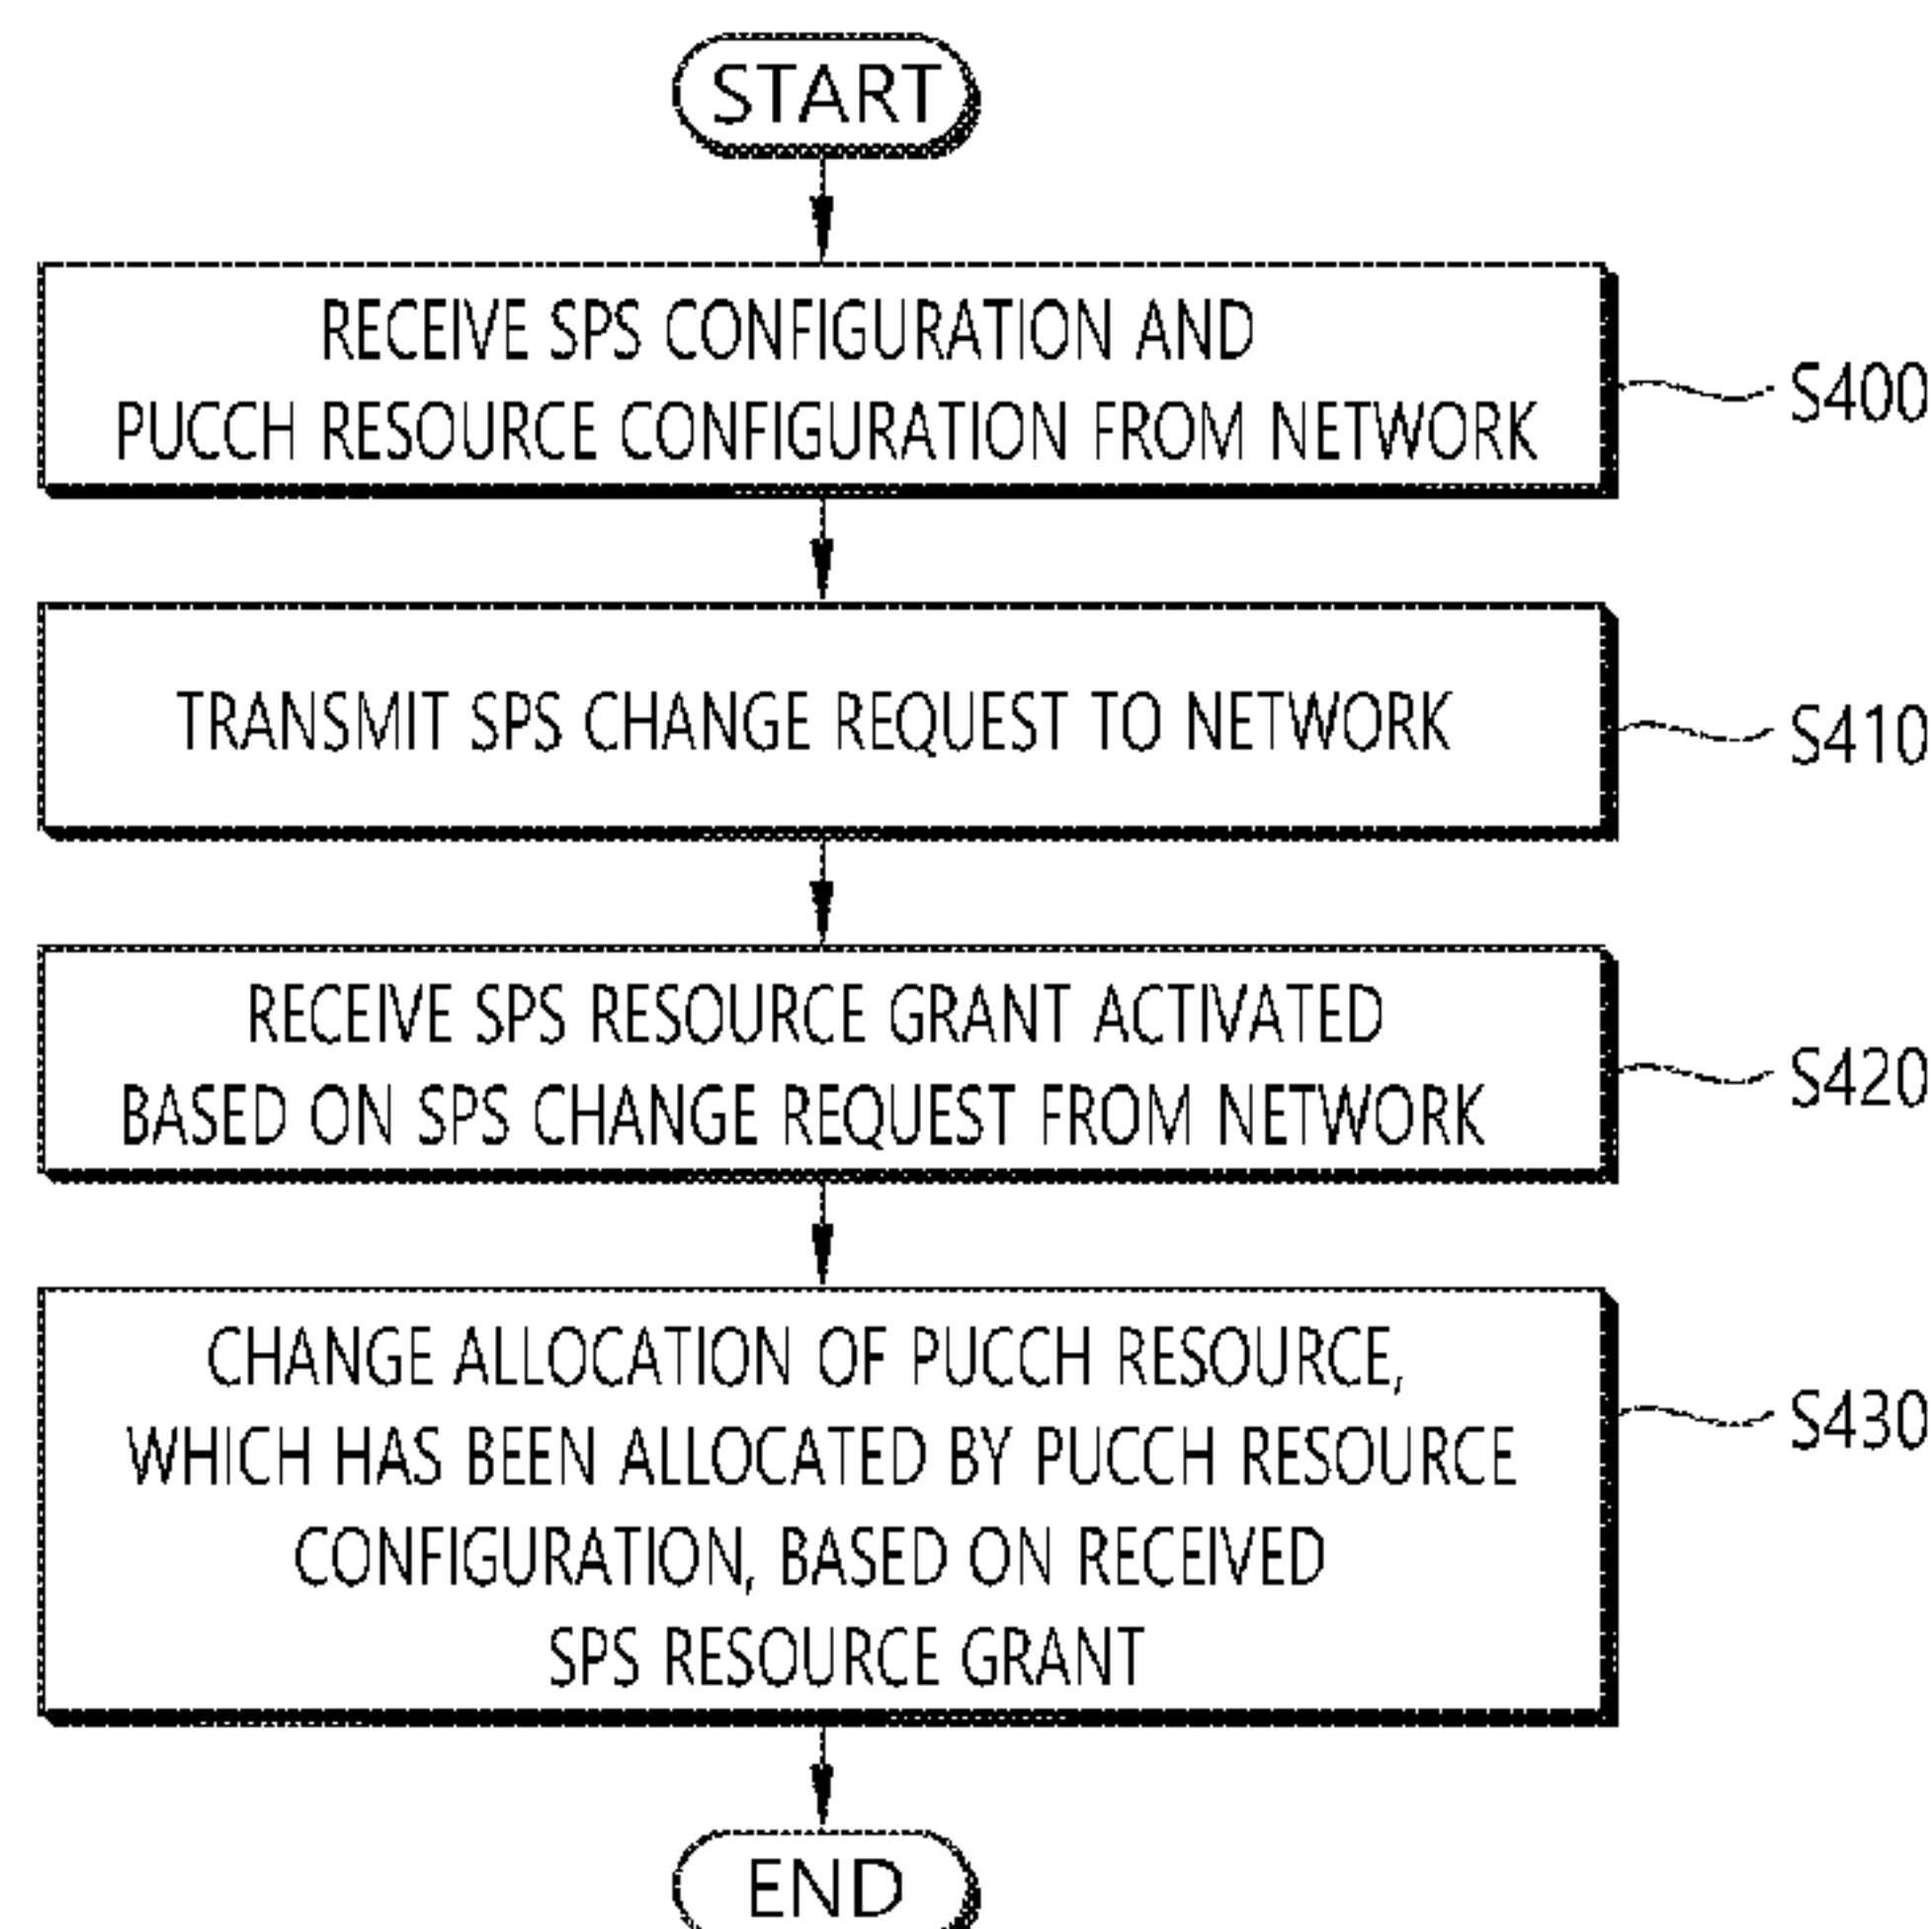 START
RECEIVE SPS CONFIGURATION AND
PUCCH RESOURCE CONFIGURATION FROM NETWORK
S400
TRANSMIT SPS CHANGE REQUEST TO NETWORK
S410
RECEIVE SPS RESOURCE GRANT ACTIVATED
BASED ON SPS CHANGE REQUEST FROM NETWORK
S420
CHANGE ALLOCATION OF PUCCH RESOURCE,
WHICH HAS BEEN ALLOCATED BY PUCCH RESOURCE
CONFIGURATION, BASED ON RECEIVED
SPS RESOURCE GRANT
S430
END